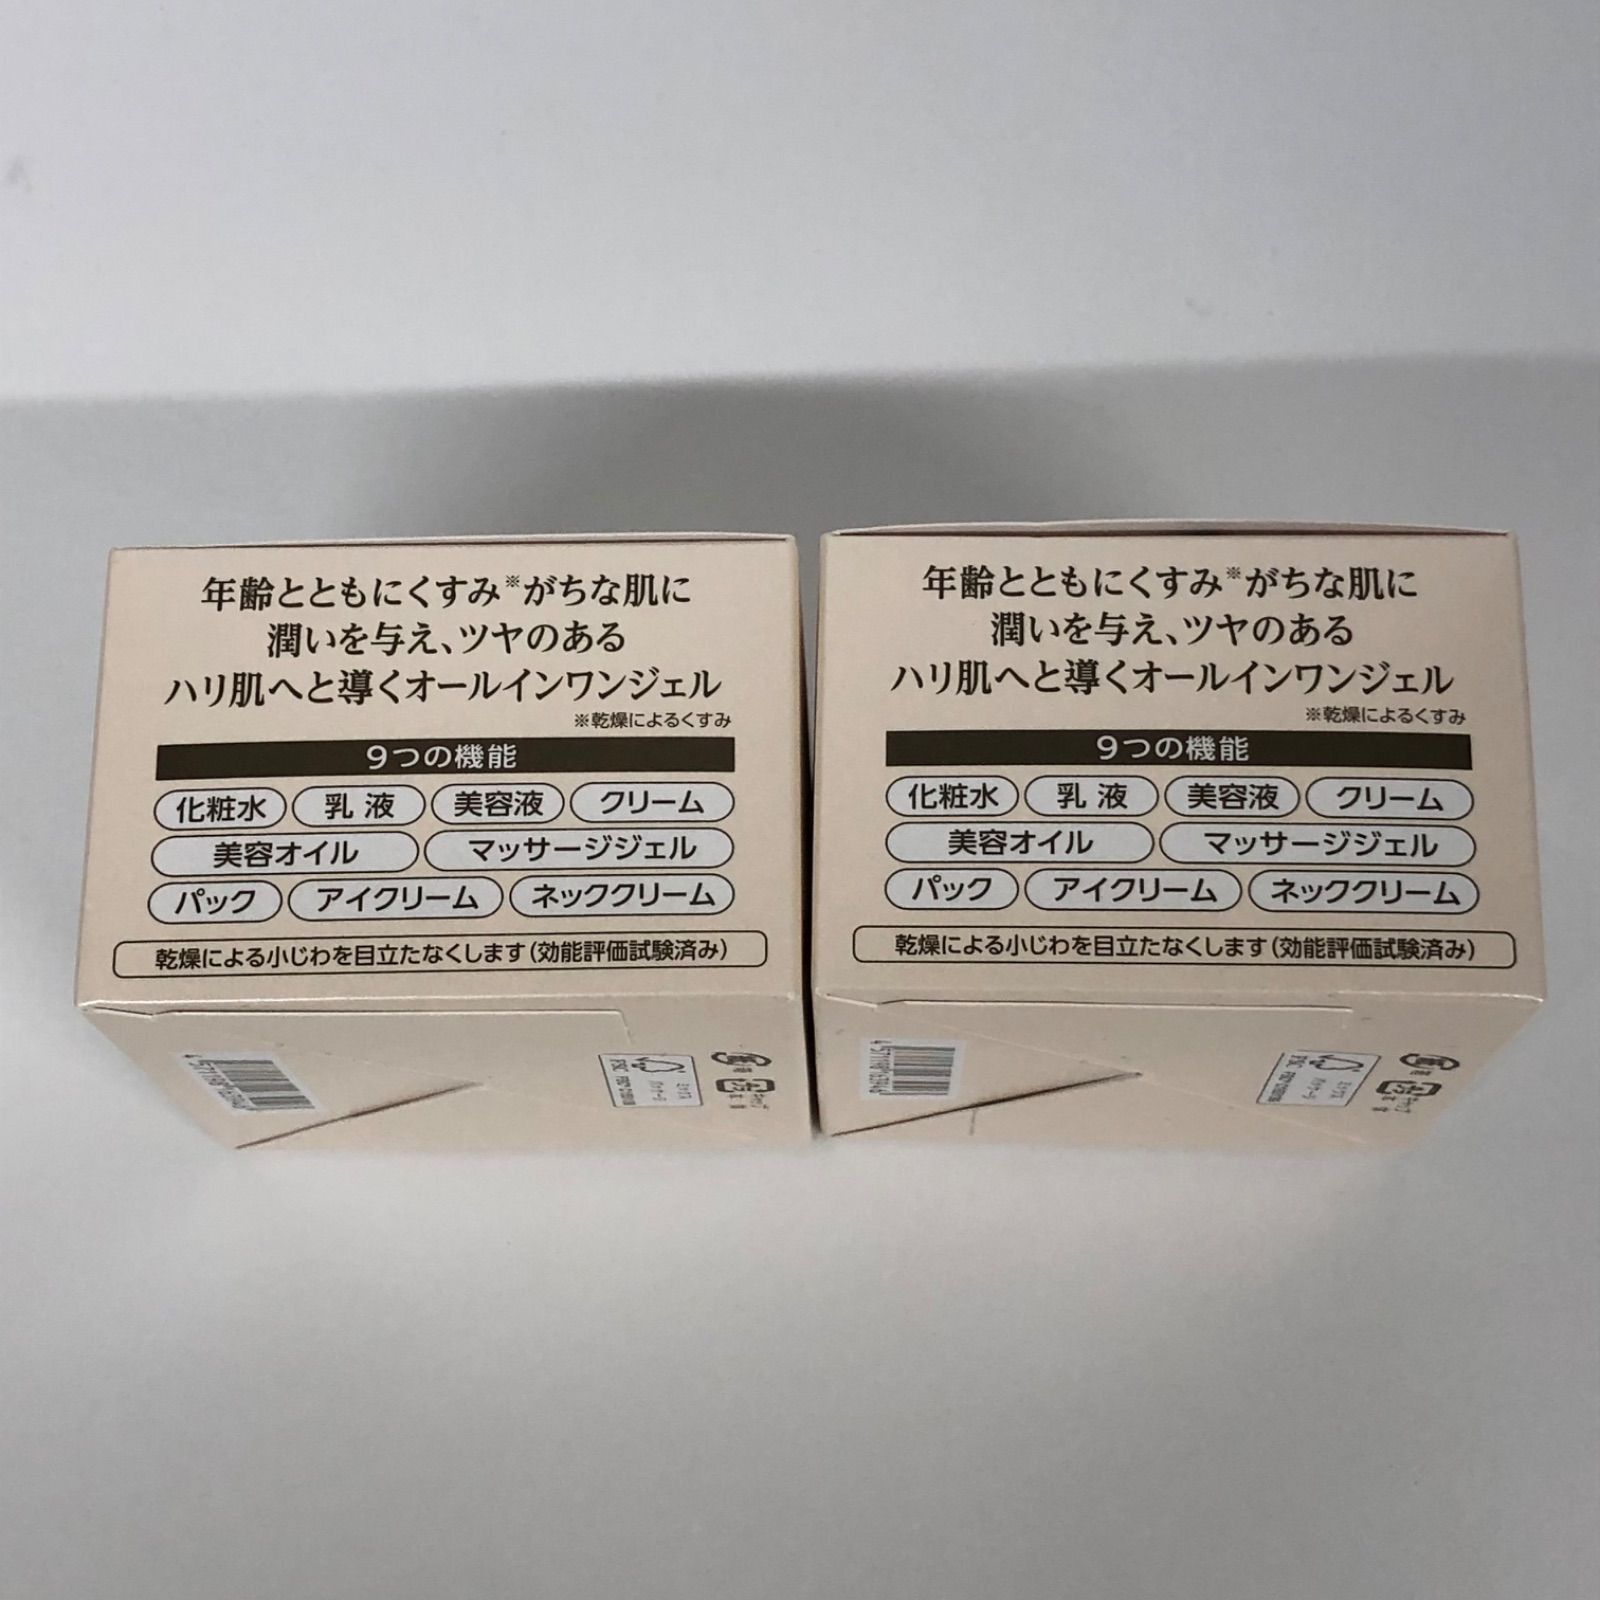 年齢とともにくすみ※がちな肌に
潤いを与え、ツヤのある
ハリ肌へと導くオールインワンジェル
※乾燥によるくすみ
9つの機能
化粧水 乳液 美容液 クリーム
美容オイル マッサージジェル
パック アイクリーム ネッククリーム
乾燥による小じわを目立たなくします(効能評価試験済み)
年齢とともにくすみ※がちな肌に
潤いを与え、ツヤのある
ハリ肌へと導くオールインワンジェル
※乾燥によるくすみ
9つの機能
化粧水 乳液 美容液 クリーム
美容オイル マッサージジェル
パック アイクリーム ネッククリーム
乾燥による小じわを目立たなくします(効能評価試験済み)